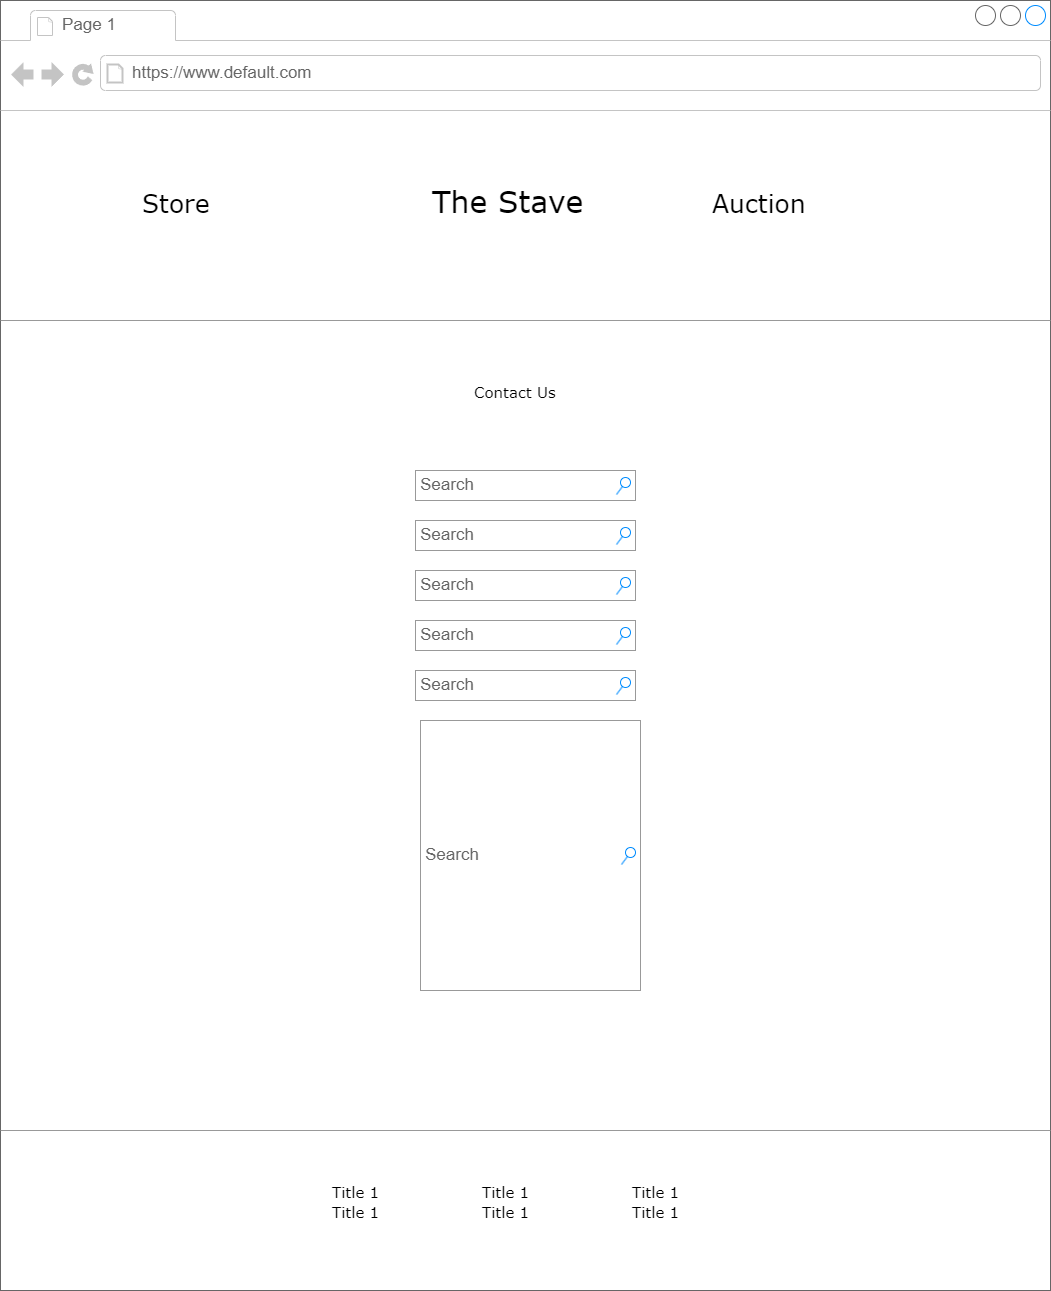 Page 1
https://www.default.com
Store The Stave Auction
Contact Us
Search
Search
Search
Search
Search
Search
Title 1 Title 1 Title 1
Title 1 Title 1 Title 1